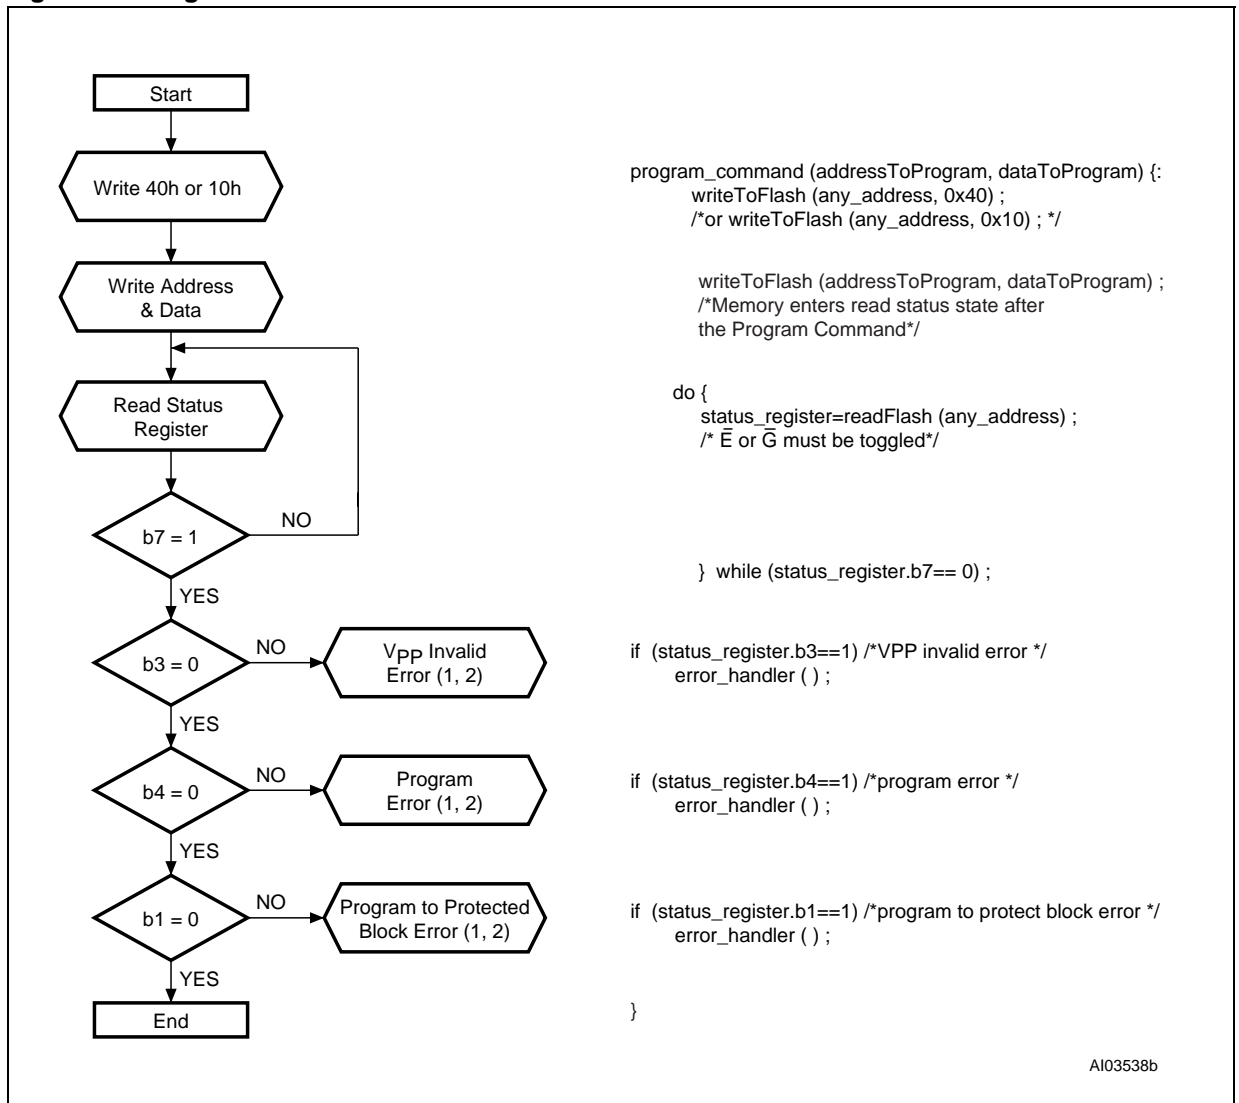 Start
Write 40h or 10h
Write Address
& Data
Read Status
Register
b7 = 1
NO
YES
b3 = 0
NO
VPP Invalid
Error (1, 2)
YES
b4 = 0
NO
Program
Error (1, 2)
YES
b1 = 0
NO
Program to Protected
Block Error (1, 2)
YES
End
program_command (addressToProgram, dataToProgram) {:
writeToFlash (any_address, 0x40) ;
/*or writeToFlash (any_address, 0x10) ; */
writeToFlash (addressToProgram, dataToProgram) ;
/*Memory enters read status state after
the Program Command*/
do {
status_register=readFlash (any_address) ;
/* E̅ or G̅ must be toggled*/
} while (status_register.b7== 0) ;
if (status_register.b3==1) /*VPP invalid error */
error_handler ( ) ;
if (status_register.b4==1) /*program error */
error_handler ( ) ;
if (status_register.b1==1) /*program to protect block error */
error_handler ( ) ;
}
AI03538b